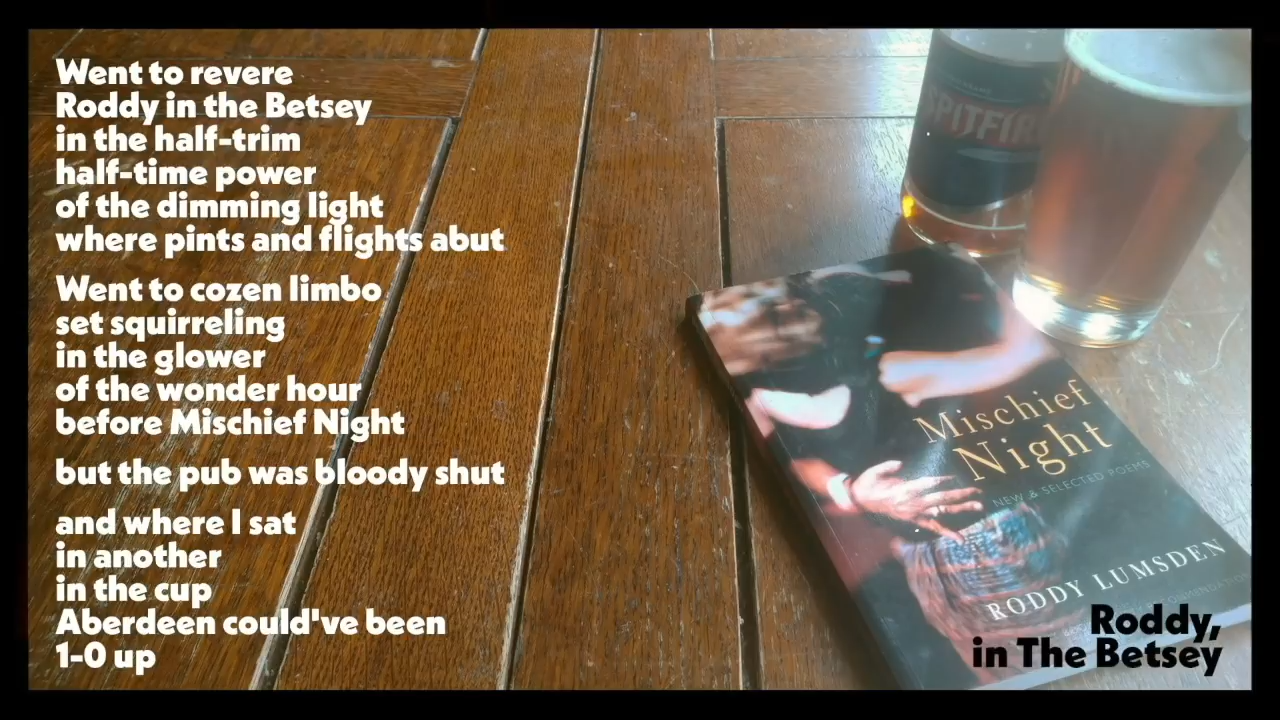 Went to revere
Roddy in the Betsey
in the half-trim
half-time power
of the dimming light
where pints and flights abut
Went to cozen limbo
set squirreling
in the glower
of the wonder hour
before Mischief Night
but the pub was bloody shut
and where I sat
in another
in the cup
Aberdeen could've been
1-0 up
SPITFIR
Mischief
Night
NEW & SELECTED POEMS
RODDY LUMSDEN
Roddy,
in The Betsey